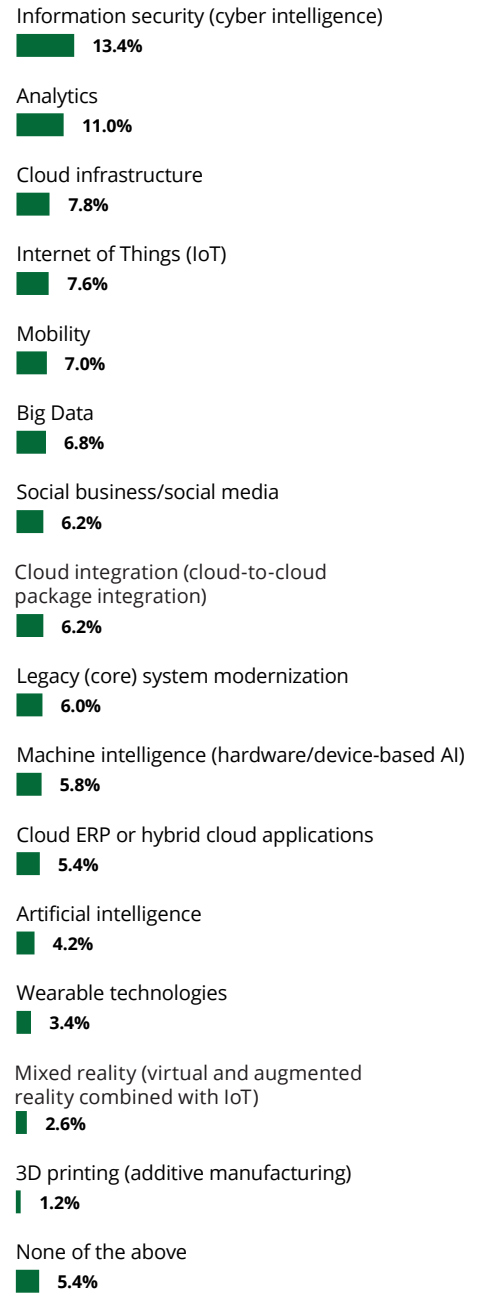 Information security (cyber intelligence)
13.4%
Analytics
11.0%
Cloud infrastructure
7.8%
Internet of Things (IoT)
7.6%
Mobility
7.0%
Big Data
6.8%
Social business/social media
6.2%
Cloud integration (cloud-to-cloud
package integration)
6.2%
Legacy (core) system modernization
6.0%
Machine intelligence (hardware/device-based AI)
5.8%
Cloud ERP or hybrid cloud applications
5.4%
Artificial intelligence
4.2%
Wearable technologies
3.4%
Mixed reality (virtual and augmented
reality combined with IoT)
2.6%
3D printing (additive manufacturing)
1.2%
None of the above
5.4%